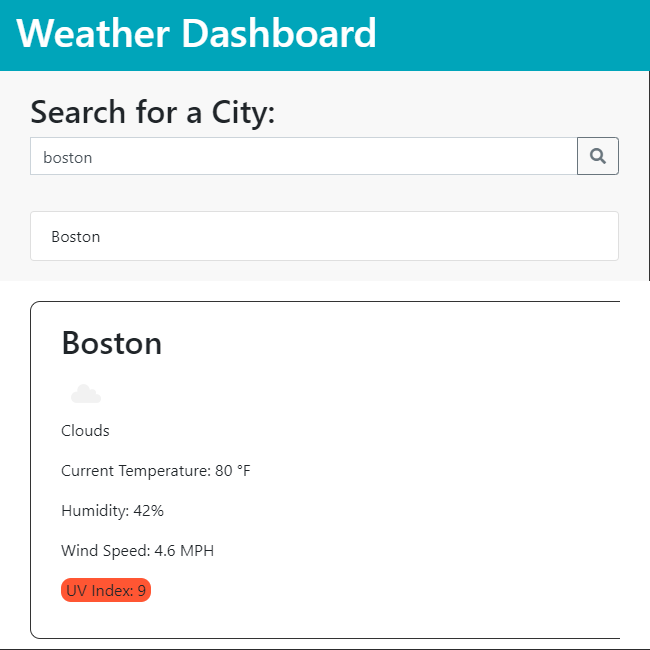 Weather Dashboard
Search for a City:
boston
Boston
Boston
Clouds
Current Temperature: 80 °F
Humidity: 42%
Wind Speed: 4.6 MPH
UV Index: 9